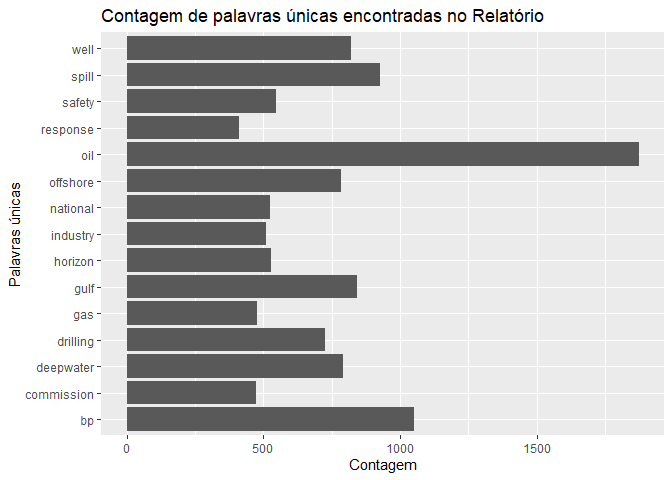 Contagem de palavras únicas encontradas no Relatório
Palavras únicas
well
spill
safety
response
oil
offshore
national
industry
horizon
gulf
gas
drilling
deepwater
commission
bp
0 500 1000 1500
Contagem